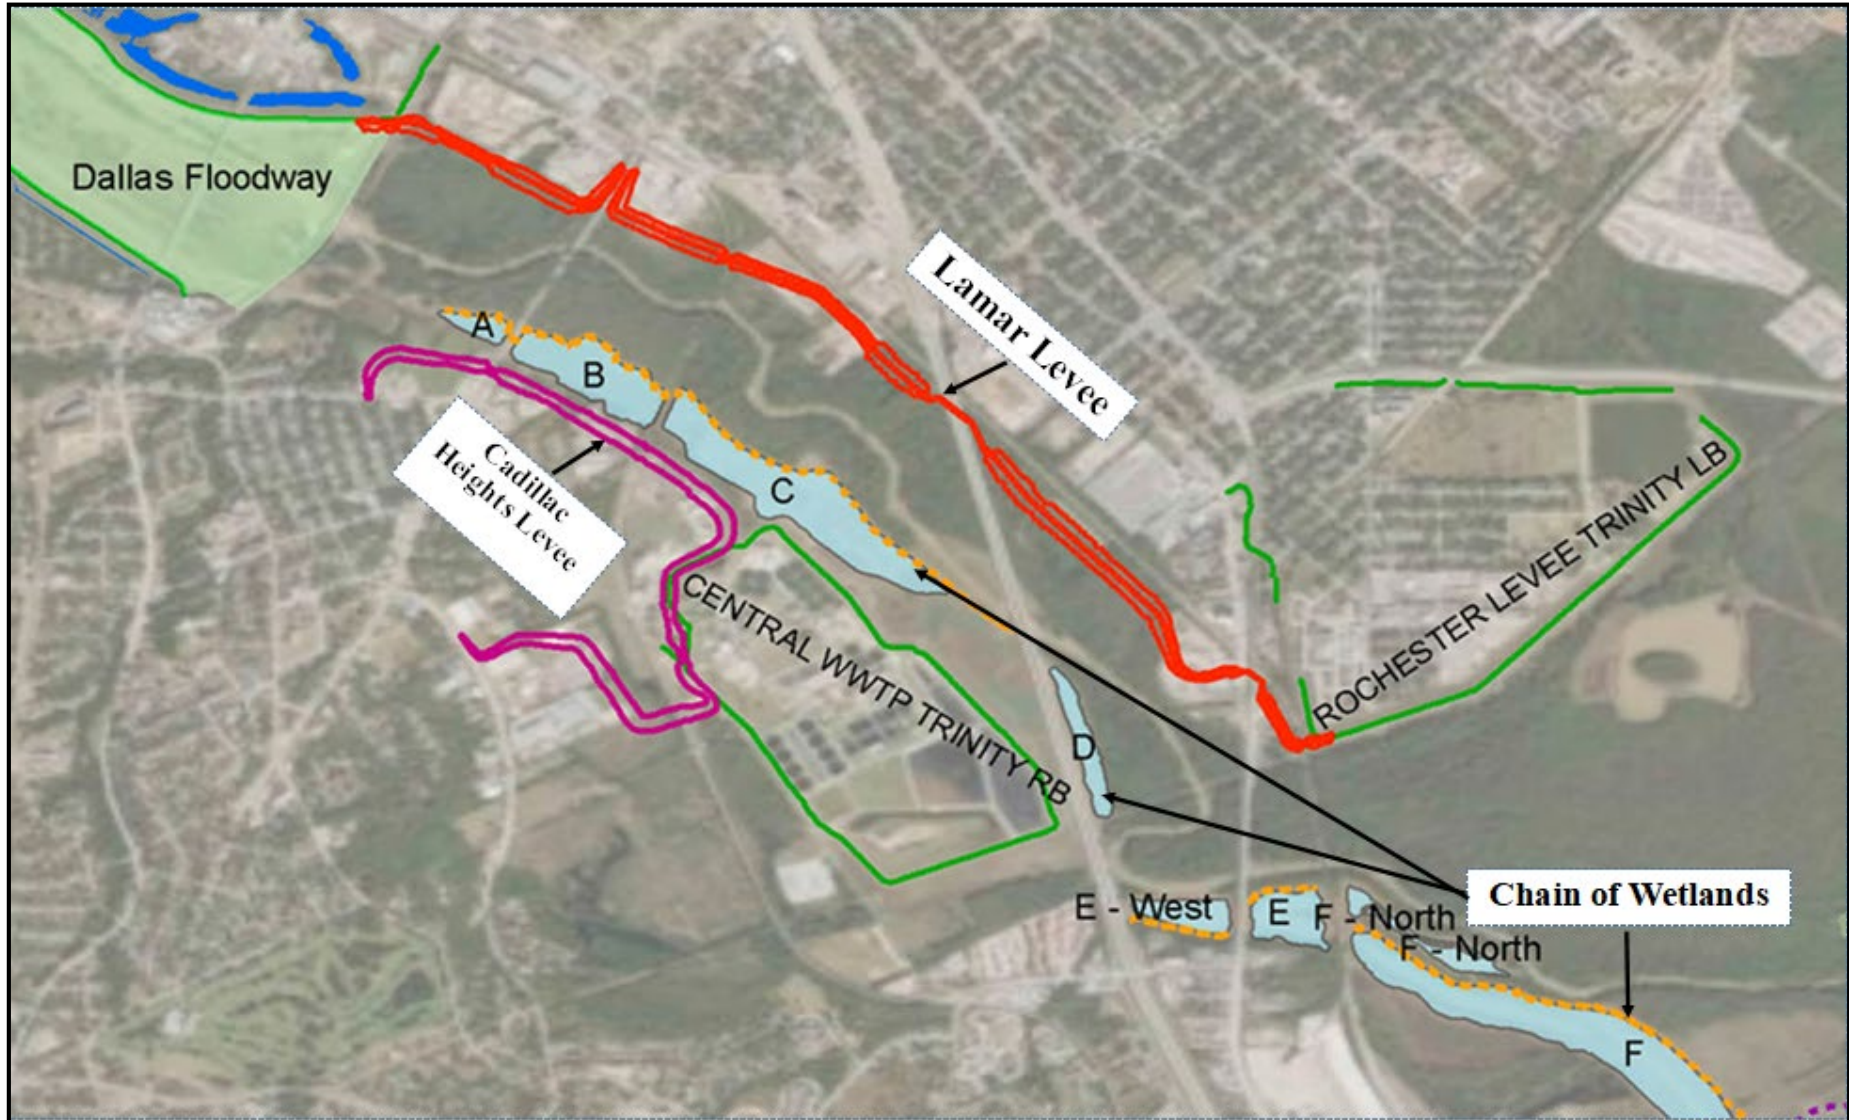 Dallas Floodway
A
B
C
Lamar Levee
Cadillac
Heights Levee
CENTRAL WWTP TRINITY RB
ROCHESTER LEVEE TRINITY LB
D
Chain of Wetlands
E - West
E
F - North
F - North
F